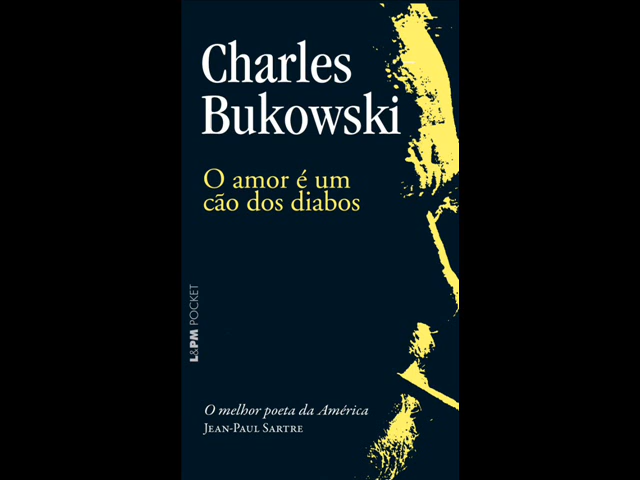 Charles
Bukowski
O amor é um
cão dos diabos
L&PM POCKET
O melhor poeta da América
JEAN-PAUL SARTRE